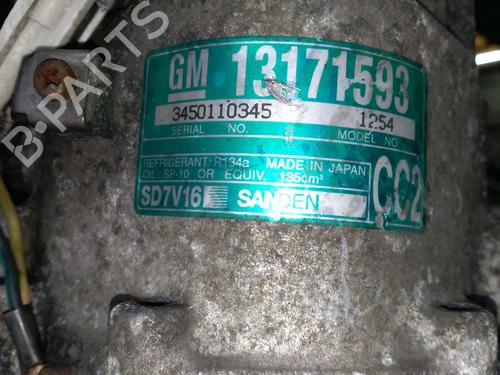 B-PARTS
GM 13171593
3450110345 1254
SERIAL NO. MODEL NO
REFRIGERANT R134a MADE IN JAPAN
OIL SP-10 OR EQUIV. 135cm³
SD7V16 SANDEN CC2